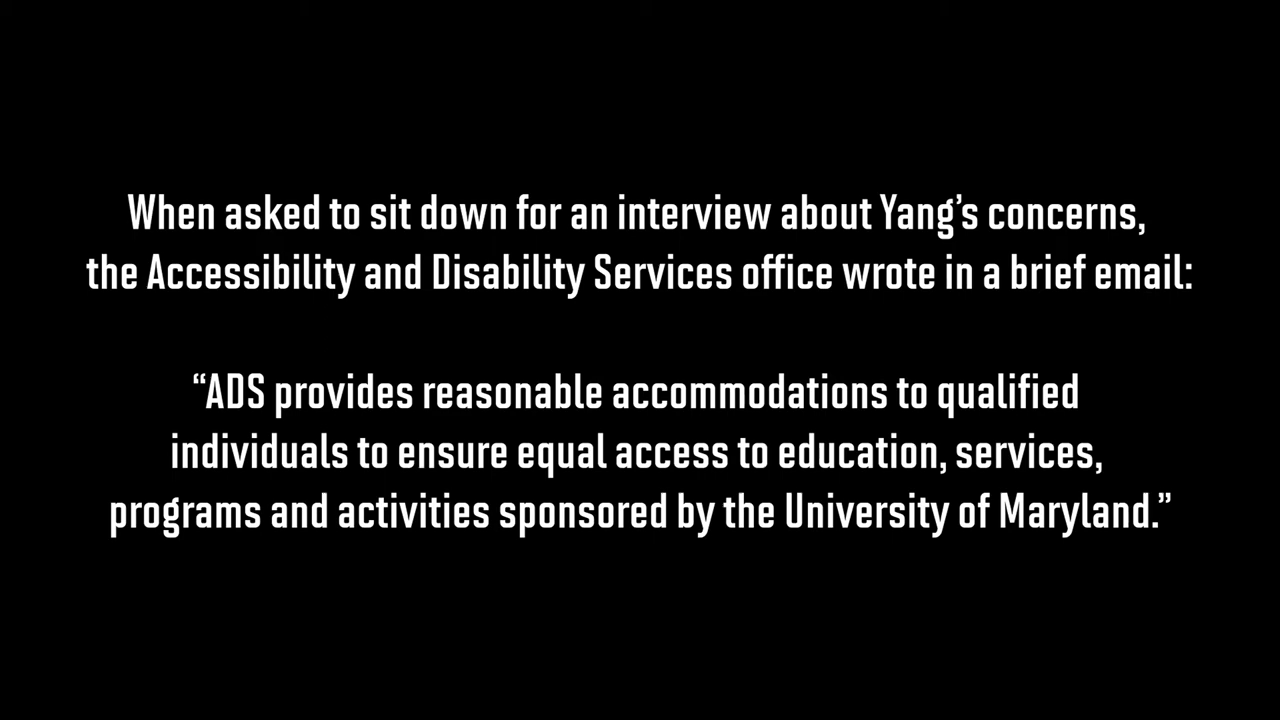 When asked to sit down for an interview about Yang’s concerns,
the Accessibility and Disability Services office wrote in a brief email:
“ADS provides reasonable accommodations to qualified
individuals to ensure equal access to education, services,
programs and activities sponsored by the University of Maryland.”